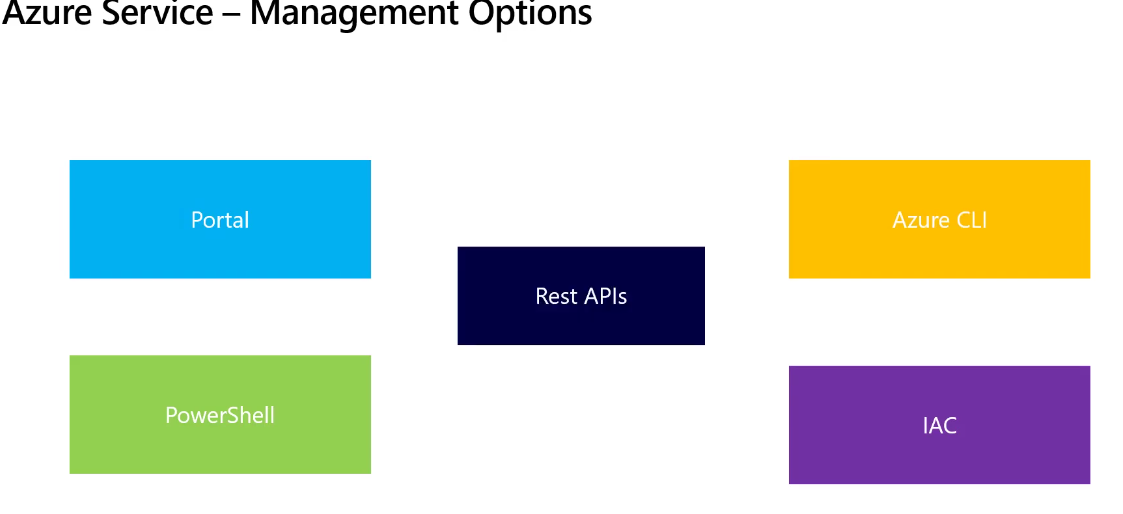 Azure Service – Management Options
Portal
Azure CLI
Rest APIs
PowerShell
IAC